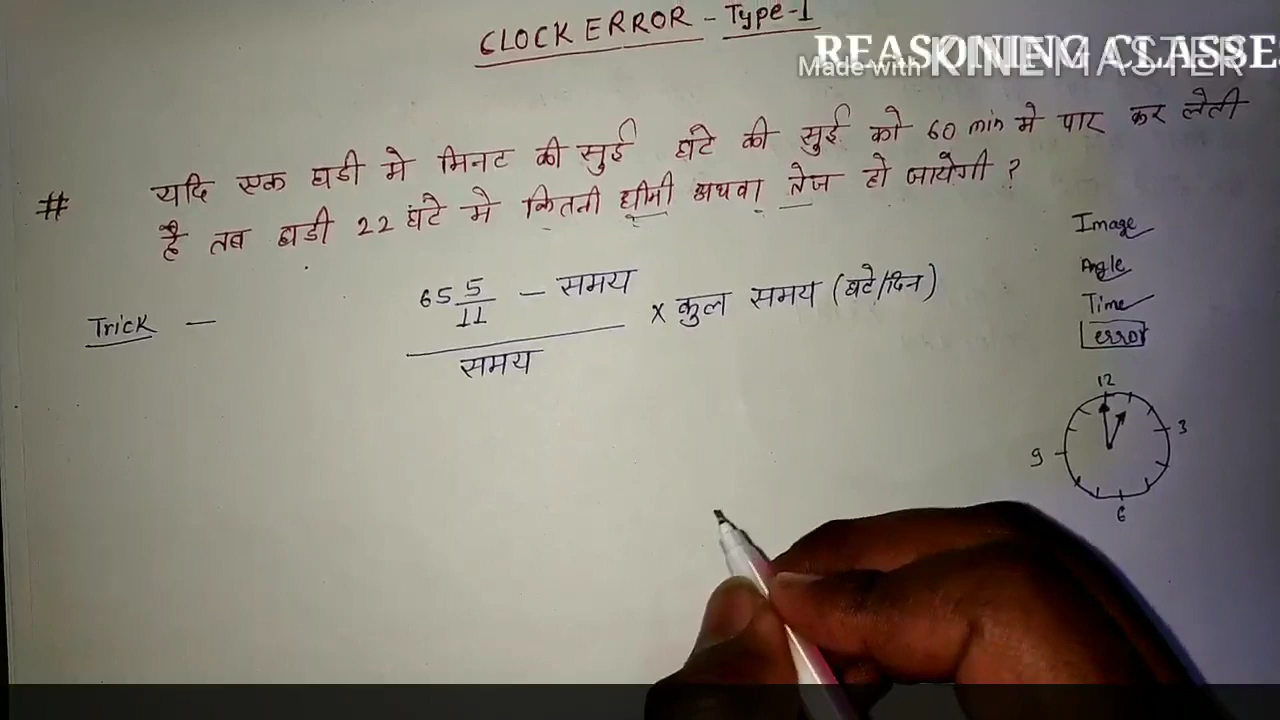 CLOCK ERROR - Type-1
REASONING CLASSE
Made with KINEMASTER
# यदि एक घडी मे मिनट की सुई घंटे की सुई को 60 min मे पार कर लेती
है तब घडी 22 घंटे मे कितनी धीमी अथवा तेज हो जायेगी ?
Trick - (65 5/11 - समय) / समय × कुल समय (घंटे/दिन)
Image
Angle
Time
error
12
3
9
6